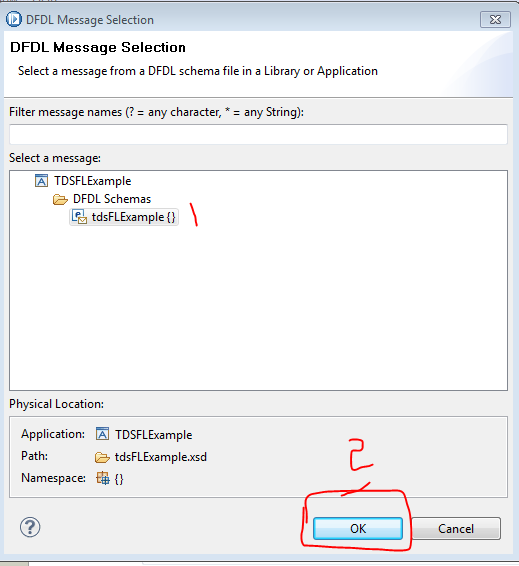 DFDL Message Selection
DFDL Message Selection
Select a message from a DFDL schema file in a Library or Application
Filter message names (? = any character, * = any String):
Select a message:
TDSFLExample
DFDL Schemas
tdsFLExample {}
1
Physical Location:
Application: TDSFLExample
Path: tdsFLExample.xsd
Namespace: {}
2
? OK Cancel